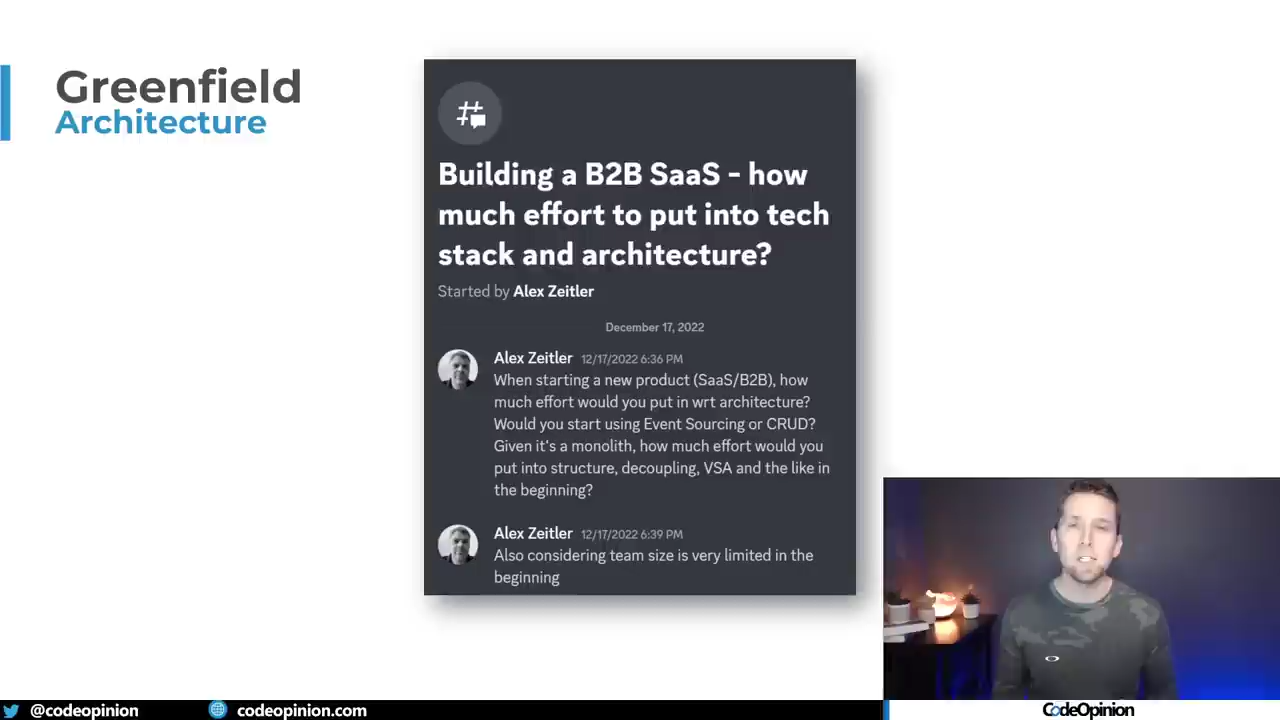 Greenfield
Architecture
#
Building a B2B SaaS - how
much effort to put into tech
stack and architecture?
Started by Alex Zeitler
December 17, 2022
Alex Zeitler 12/17/2022 6:36 PM
When starting a new product (SaaS/B2B), how
much effort would you put in wrt architecture?
Would you start using Event Sourcing or CRUD?
Given it's a monolith, how much effort would you
put into structure, decoupling, VSA and the like in
the beginning?
Alex Zeitler 12/17/2022 6:39 PM
Also considering team size is very limited in the
beginning
@codeopinion
codeopinion.com
CodeOpinion